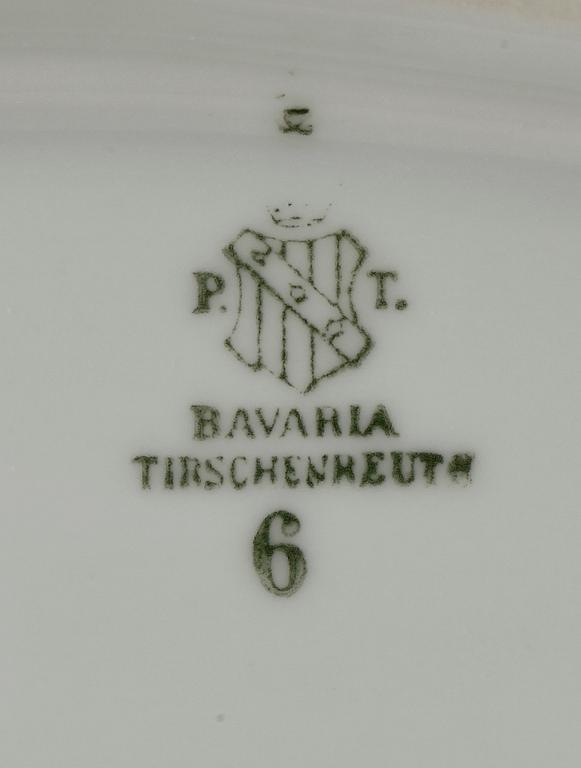 P. T.
BAVARIA
TIRSCHENREUTH
6